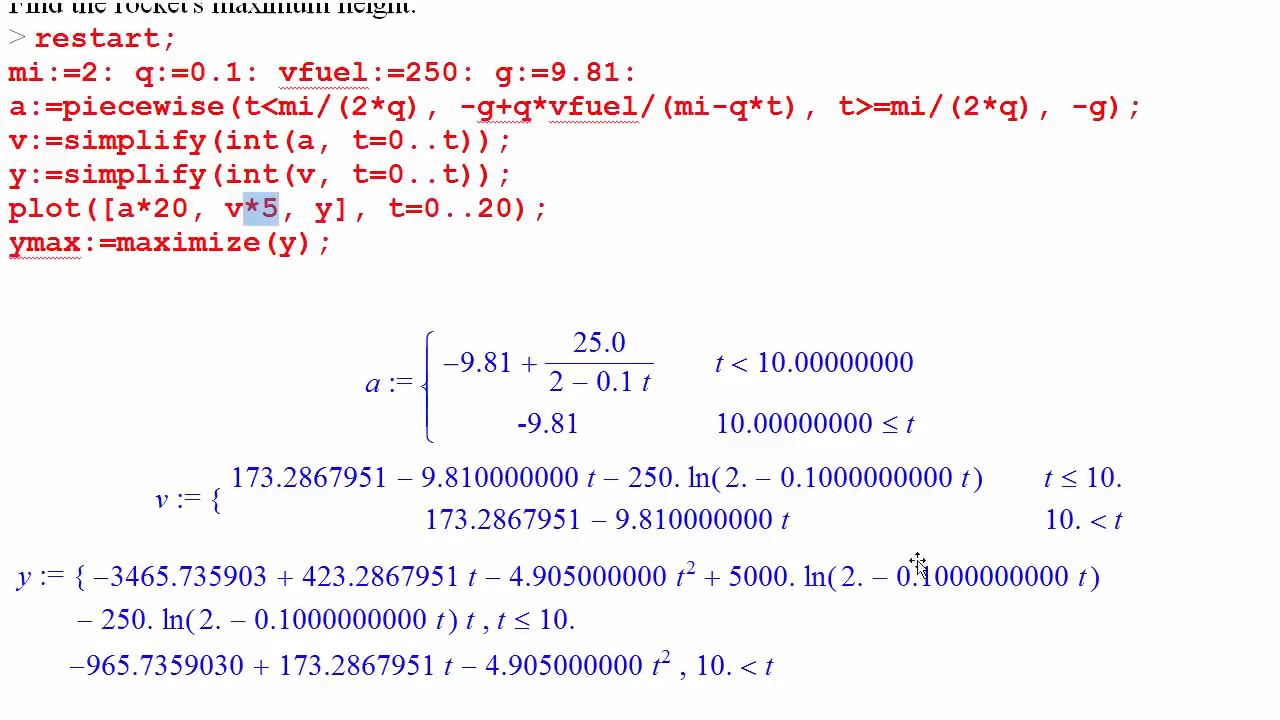 Find the rocket's maximum height.
> restart;
mi:=2: q:=0.1: vfuel:=250: g:=9.81:
a:=piecewise(t<mi/(2*q), -g+q*vfuel/(mi-q*t), t>=mi/(2*q), -g);
v:=simplify(int(a, t=0..t));
y:=simplify(int(v, t=0..t));
plot([a*20, v*5, y], t=0..20);
ymax:=maximize(y);
a := { −9.81 + 25.0 / (2 − 0.1 t) t < 10.00000000
-9.81 10.00000000 ≤ t
v := { 173.2867951 − 9.810000000 t − 250. ln(2. − 0.1000000000 t) t ≤ 10.
173.2867951 − 9.810000000 t 10. < t
y := { −3465.735903 + 423.2867951 t − 4.905000000 t² + 5000. ln(2. − 0.1000000000 t)
− 250. ln(2. − 0.1000000000 t) t , t ≤ 10.
−965.7359030 + 173.2867951 t − 4.905000000 t² , 10. < t